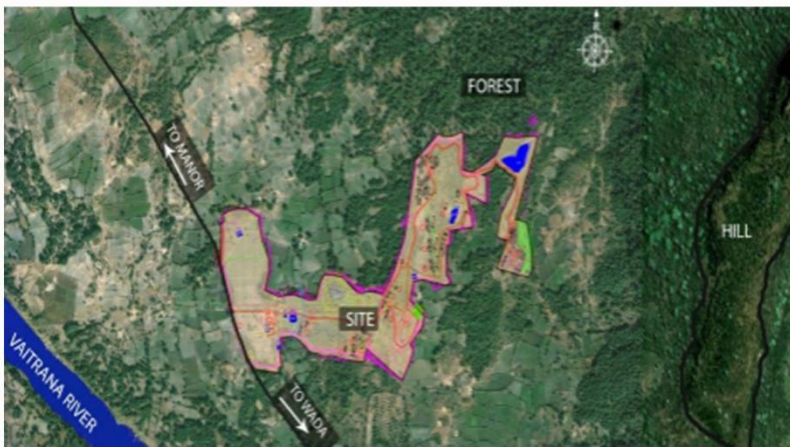 FOREST
TO MANOR
HILL
SITE
VAITRANA RIVER
TO WADA